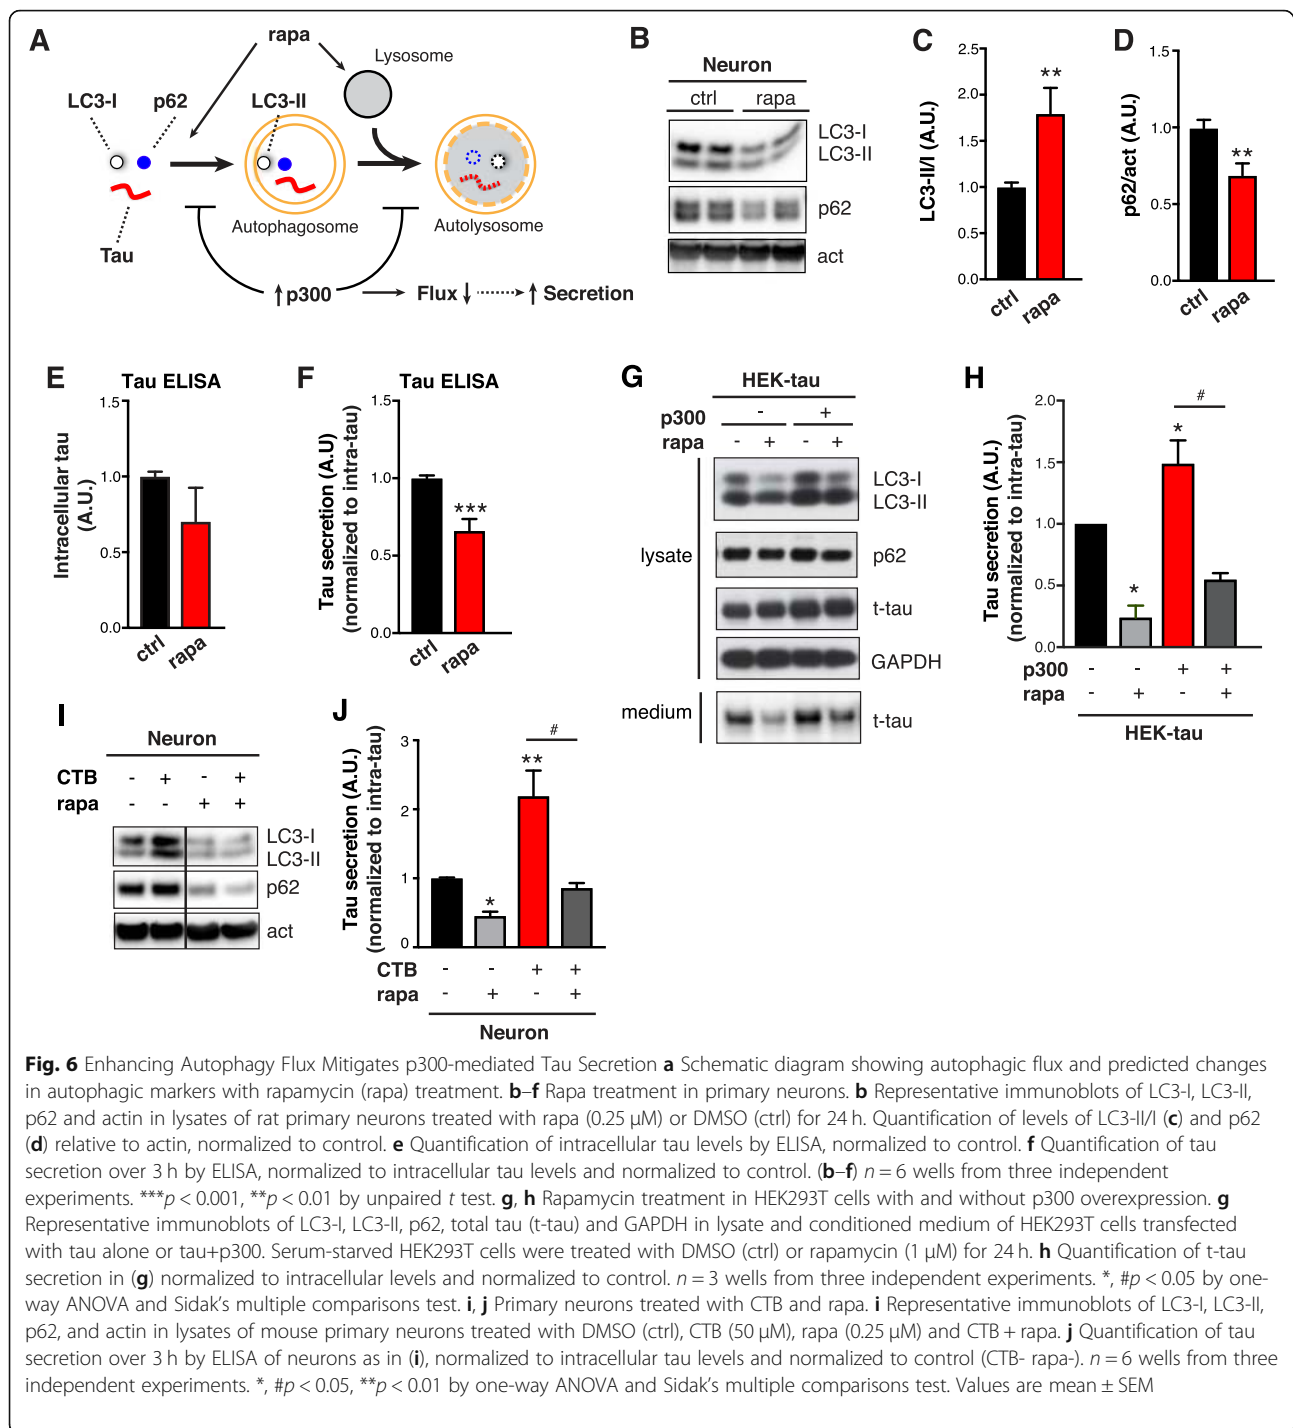 A
rapa
Lysosome
LC3-I
p62
LC3-II
Autophagosome
Autolysosome
Tau
↑p300
Flux ↓
↑ Secretion
B
Neuron
ctrl rapa
LC3-I
LC3-II
p62
act
C
LC3-II/I (A.U.)
2.5
2.0
1.5
1.0
0.5
0.0
**
ctrl
rapa
D
p62/act (A.U.)
1.5
1.0
0.5
0.0
**
ctrl
rapa
E
Tau ELISA
Intracellular tau
(A.U.)
1.5
1.0
0.5
0.0
ctrl
rapa
F
Tau ELISA
Tau secretion (A.U)
(normalized to intra-tau)
1.5
1.0
0.5
0.0
***
ctrl
rapa
G
HEK-tau
p300 - +
rapa - + - +
LC3-I
LC3-II
lysate
p62
t-tau
GAPDH
medium
t-tau
H
Tau secretion (A.U.)
(normalized to intra-tau)
2.0
1.5
1.0
0.5
0.0
*
*
#
p300 - - + +
rapa - + - +
HEK-tau
I
Neuron
CTB - + - +
rapa - - + +
LC3-I
LC3-II
p62
act
J
Tau secretion (A.U.)
(normalized to intra-tau)
3
2
1
0
*
**
#
CTB - - + +
rapa - + - +
Neuron
Fig. 6 Enhancing Autophagy Flux Mitigates p300-mediated Tau Secretion a Schematic diagram showing autophagic flux and predicted changes
in autophagic markers with rapamycin (rapa) treatment. b–f Rapa treatment in primary neurons. b Representative immunoblots of LC3-I, LC3-II,
p62 and actin in lysates of rat primary neurons treated with rapa (0.25 μM) or DMSO (ctrl) for 24 h. Quantification of levels of LC3-II/I (c) and p62
(d) relative to actin, normalized to control. e Quantification of intracellular tau levels by ELISA, normalized to control. f Quantification of tau
secretion over 3 h by ELISA, normalized to intracellular tau levels and normalized to control. (b–f) n = 6 wells from three independent
experiments. ***p < 0.001, **p < 0.01 by unpaired t test. g, h Rapamycin treatment in HEK293T cells with and without p300 overexpression. g
Representative immunoblots of LC3-I, LC3-II, p62, total tau (t-tau) and GAPDH in lysate and conditioned medium of HEK293T cells transfected
with tau alone or tau+p300. Serum-starved HEK293T cells were treated with DMSO (ctrl) or rapamycin (1 μM) for 24 h. h Quantification of t-tau
secretion in (g) normalized to intracellular levels and normalized to control. n = 3 wells from three independent experiments. *, #p < 0.05 by one-
way ANOVA and Sidak's multiple comparisons test. i, j Primary neurons treated with CTB and rapa. i Representative immunoblots of LC3-I, LC3-II,
p62, and actin in lysates of mouse primary neurons treated with DMSO (ctrl), CTB (50 μM), rapa (0.25 μM) and CTB + rapa. j Quantification of tau
secretion over 3 h by ELISA of neurons as in (i), normalized to intracellular tau levels and normalized to control (CTB- rapa-). n = 6 wells from three
independent experiments. *, #p < 0.05, **p < 0.01 by one-way ANOVA and Sidak's multiple comparisons test. Values are mean ± SEM